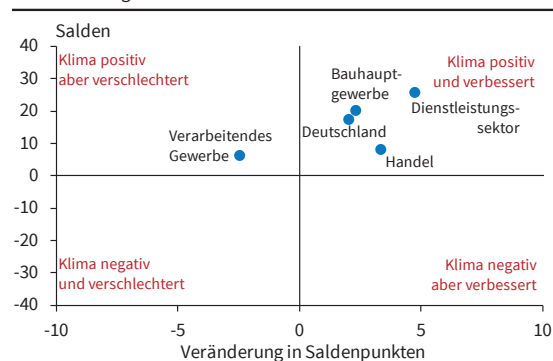 Salden
40
30
20
10
0
-10
-20
-30
-40
Klima positiv
aber verschlechtert
Klima positiv
und verbessert
Bauhaupt-
gewerbe
Dienstleistungs-
sektor
Verarbeitendes
Gewerbe
Deutschland
Handel
Klima negativ
und verschlechtert
Klima negativ
aber verbessert
-10 -5 0 5 10
Veränderung in Saldenpunkten